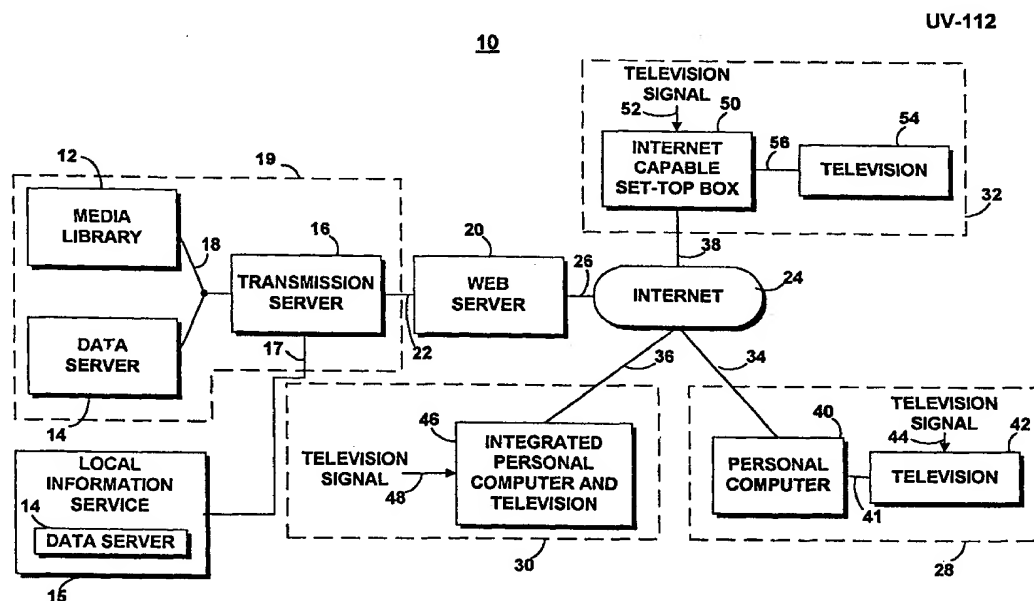 UV-112
10
TELEVISION
SIGNAL
52
50
54
INTERNET
CAPABLE
SET-TOP BOX
56
TELEVISION
32
12
19
MEDIA
LIBRARY
18
16
TRANSMISSION
SERVER
20
WEB
SERVER
26
38
INTERNET
24
DATA
SERVER
14
17
22
36
34
LOCAL
INFORMATION
SERVICE
14
DATA SERVER
15
46
TELEVISION
SIGNAL
48
INTEGRATED
PERSONAL
COMPUTER AND
TELEVISION
30
TELEVISION
SIGNAL
40
44
42
PERSONAL
COMPUTER
41
TELEVISION
28